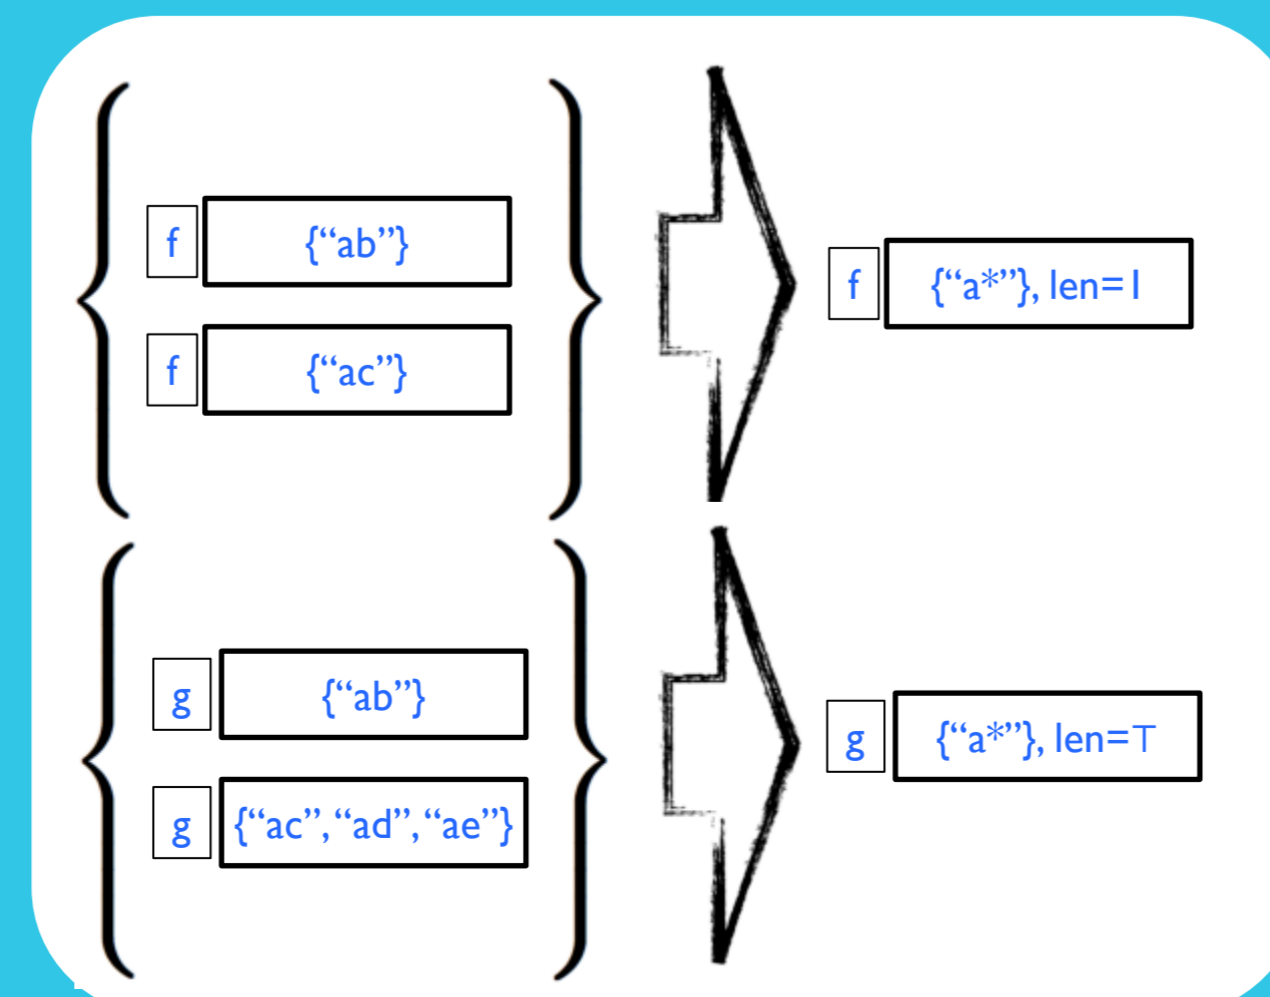 f {“ab”}
f {“ac”}
f {“a*”}, len=1
g {“ab”}
g {“ac”,“ad”,“ae”}
g {“a*”}, len=⊤